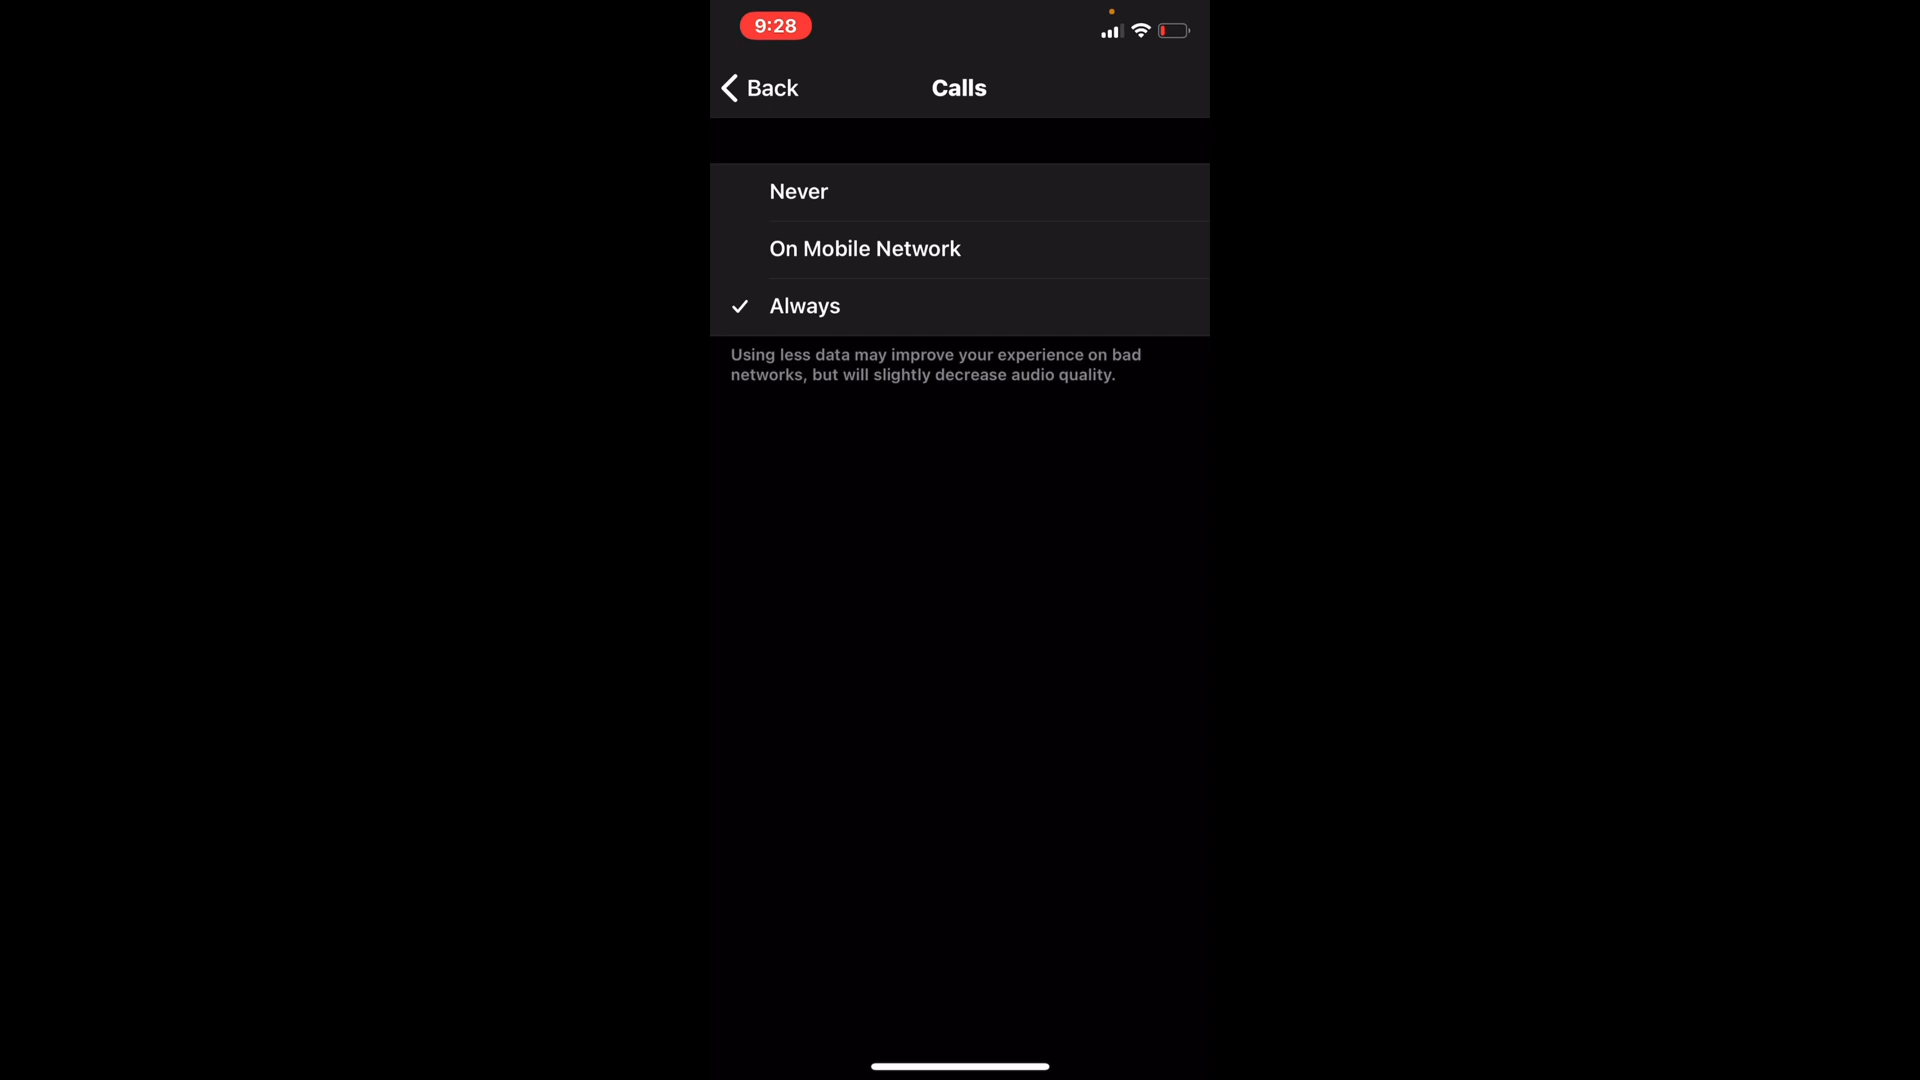 9:28
Back
Calls
Never
On Mobile Network
Always
Using less data may improve your experience on bad
networks, but will slightly decrease audio quality.